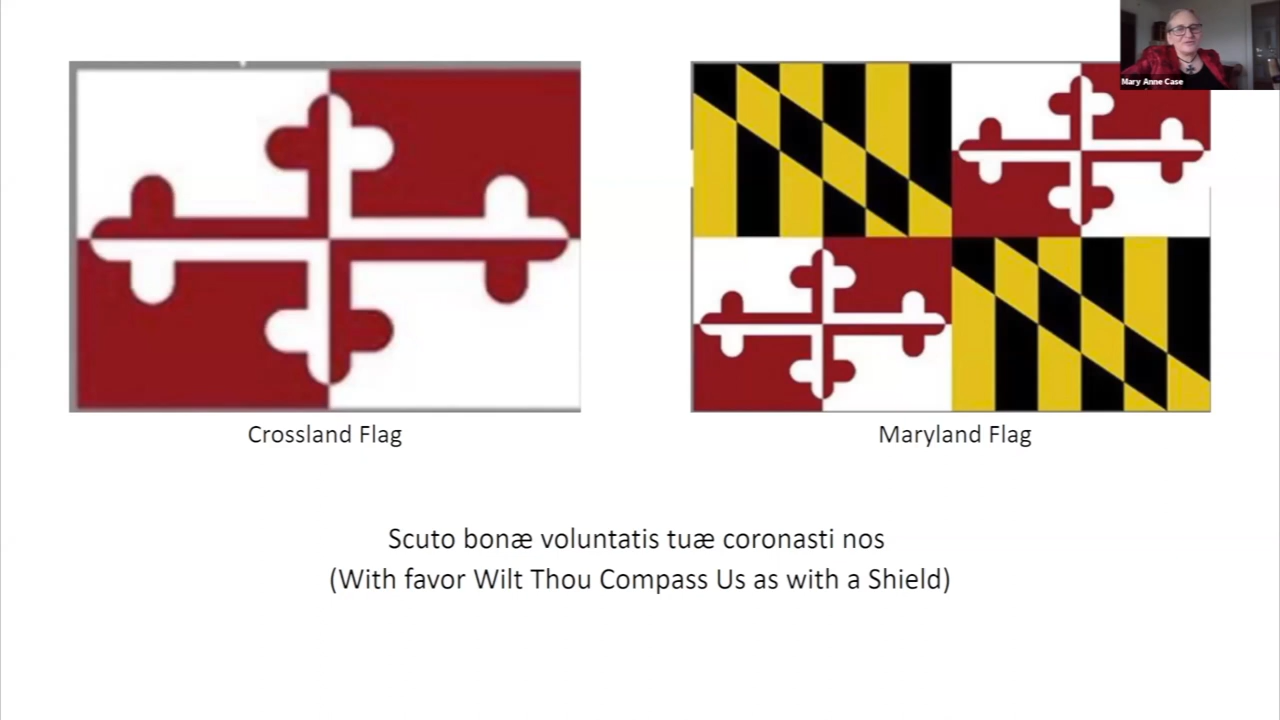 Mary Anne Case
Crossland Flag
Maryland Flag
Scuto bonæ voluntatis tuæ coronasti nos
(With favor Wilt Thou Compass Us as with a Shield)